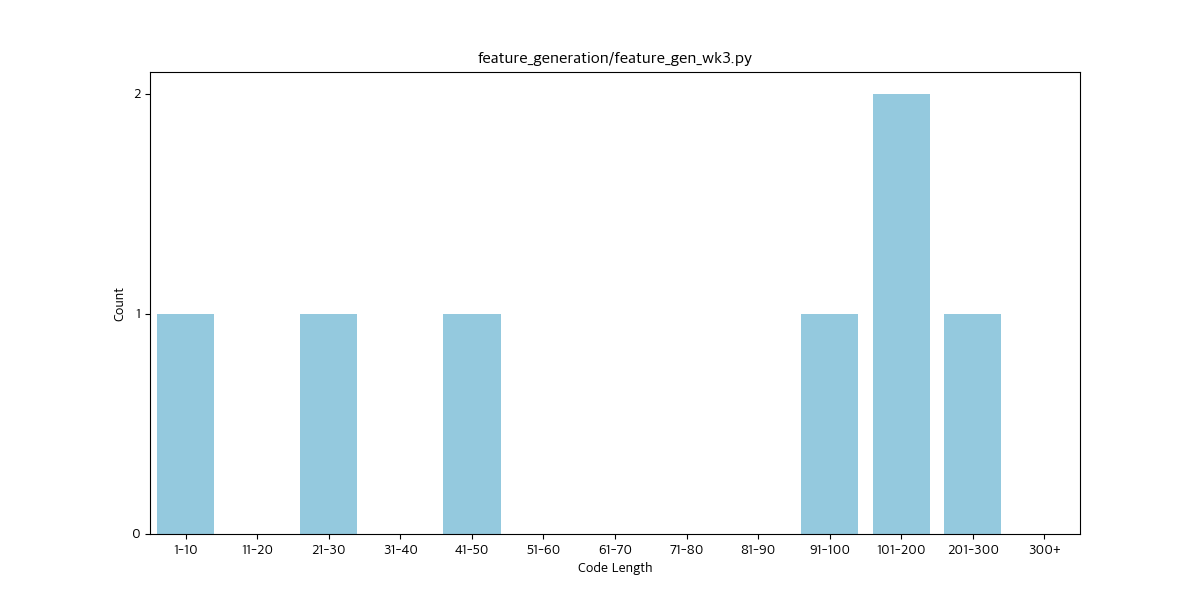 feature_generation/feature_gen_wk3.py
2
1
0
Count
1-10 11-20 21-30 31-40 41-50 51-60 61-70 71-80 81-90 91-100 101-200 201-300 300+
Code Length